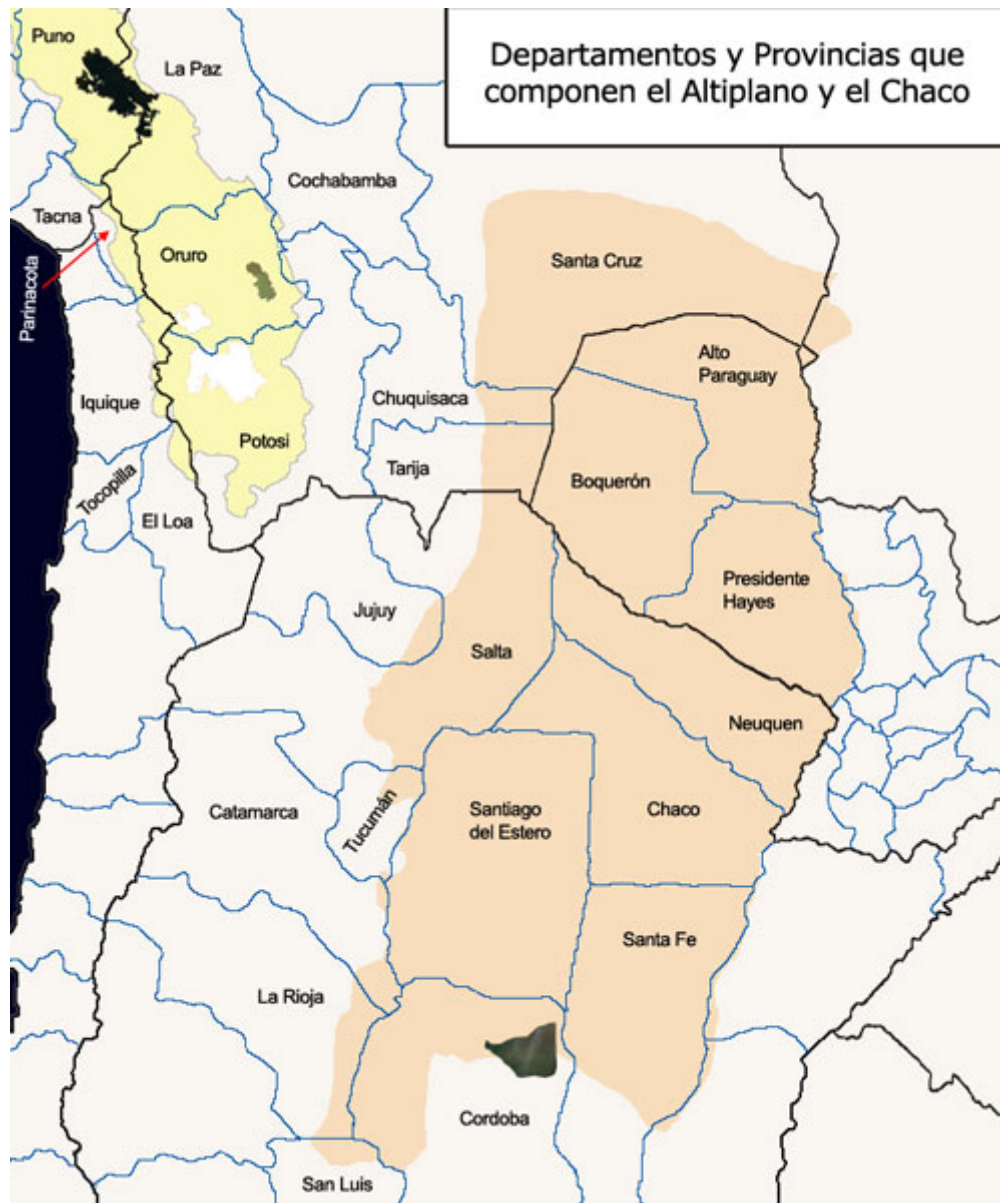 Departamentos y Provincias que
componen el Altiplano y el Chaco
Puno
La Paz
Cochabamba
Tacna
Oruro
Santa Cruz
Parinacota
Alto
Paraguay
Iquique
Chuquisaca
Potosi
Tarija
Boquerón
Tocopilla
El Loa
Presidente
Hayes
Jujuy
Salta
Neuquen
Catamarca
Tucumán
Santiago
del Estero
Chaco
Santa Fe
La Rioja
Cordoba
San Luis